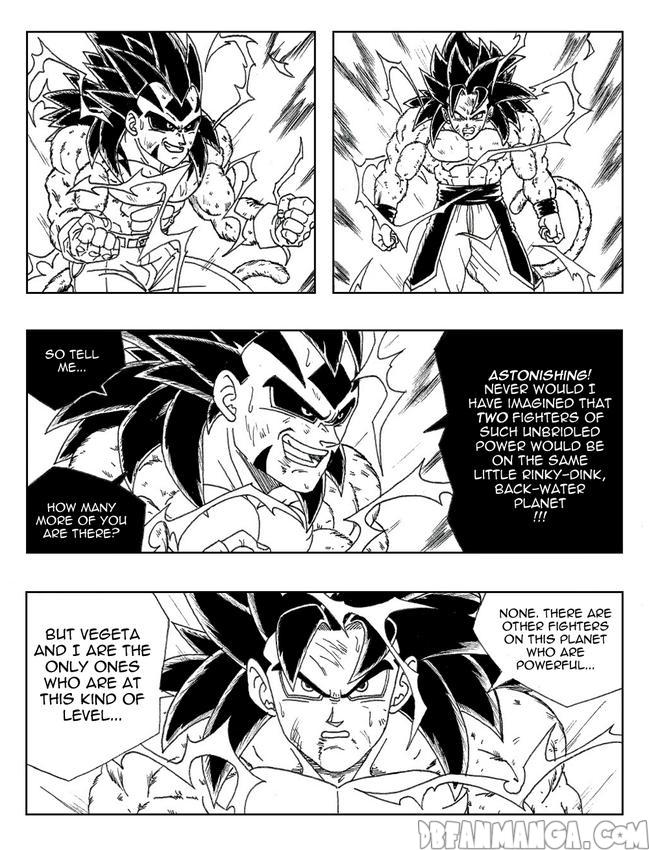 ASTONISHING!
NEVER WOULD I
HAVE IMAGINED THAT
TWO FIGHTERS OF
SUCH UNBRIDLED
POWER WOULD BE
ON THE SAME
LITTLE RINKY-DINK,
BACK-WATER
PLANET
!!!
SO TELL
ME...
HOW MANY
MORE OF YOU
ARE THERE?
NONE. THERE ARE
OTHER FIGHTERS
ON THIS PLANET
WHO ARE
POWERFUL...
BUT VEGETA
AND I ARE THE
ONLY ONES
WHO ARE AT
THIS KIND OF
LEVEL...
DBFANMANGA.COM